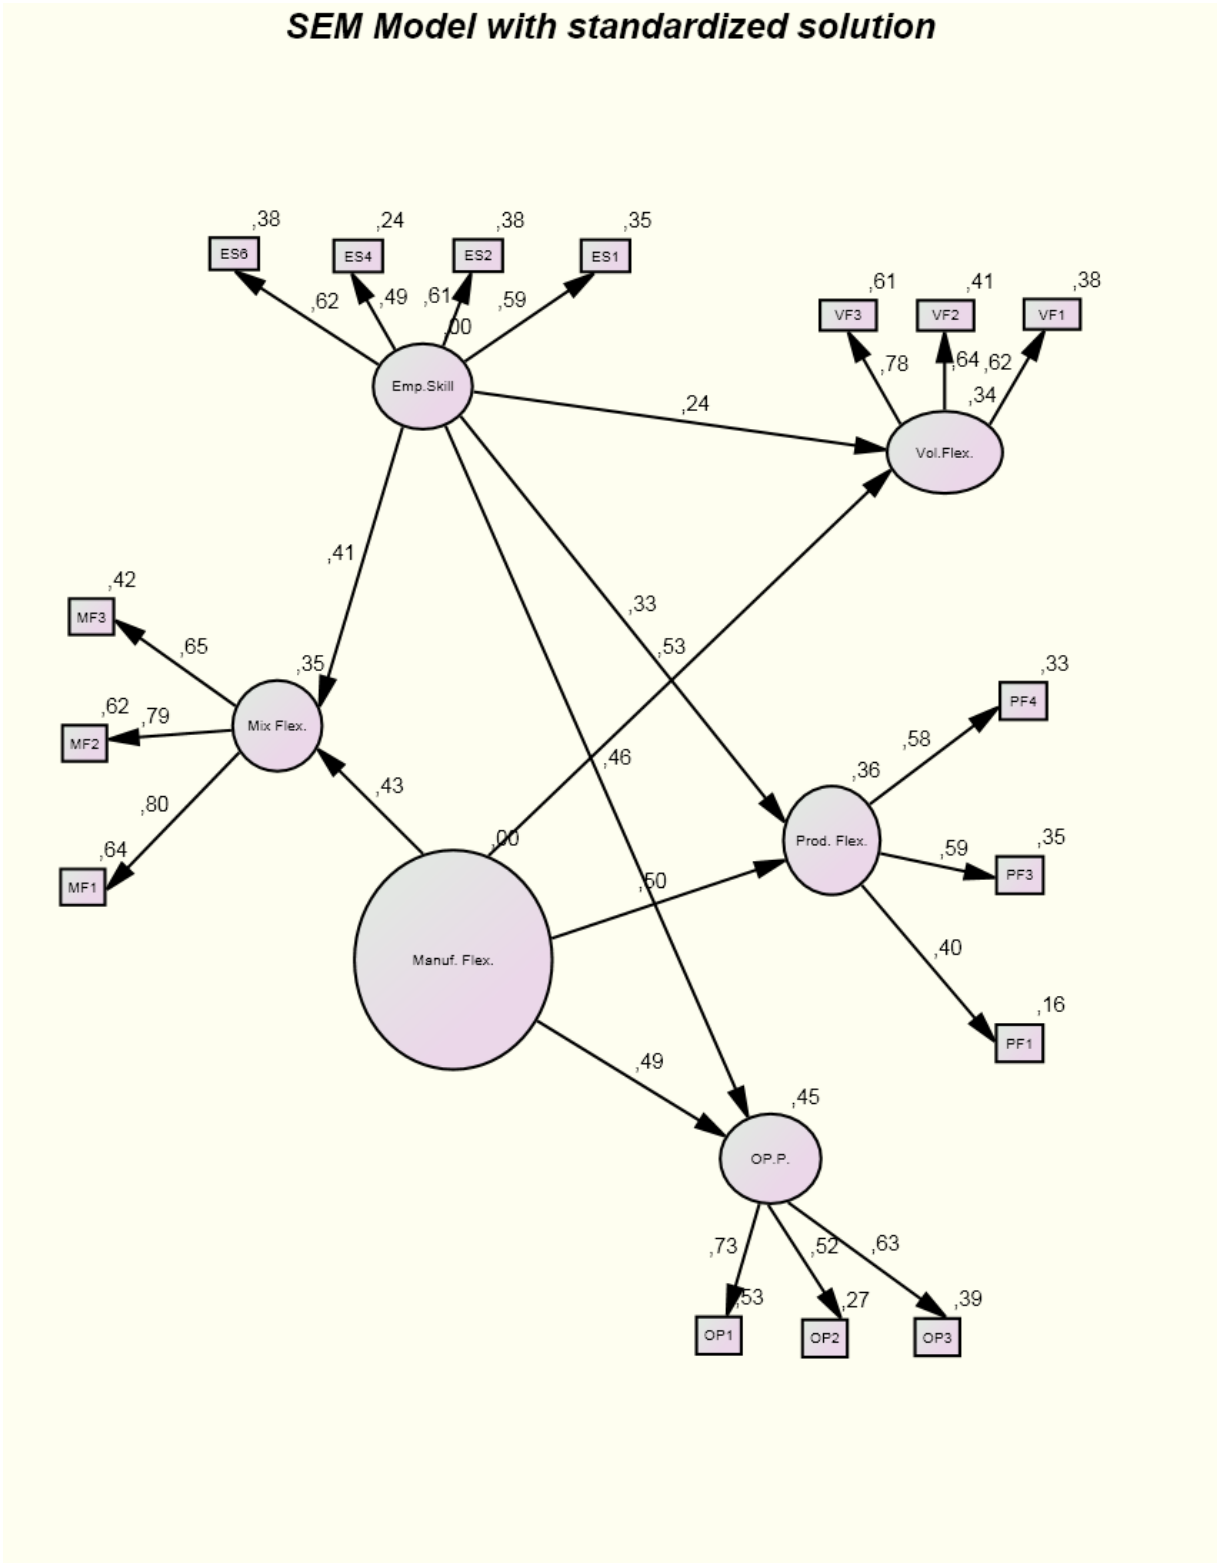 SEM Model with standardized solution
,38
,24
,38
,35
ES6
ES4
ES2
ES1
,62
,49
,61
,59
,00
,61
,41
,38
VF3
VF2
VF1
,78
,64
,62
,34
Emp.Skill
,24
Vol.Flex.
,41
,42
MF3
,33
,65
,53
,35
,33
,62
,79
PF4
MF2
Mix Flex.
,58
,46
,36
,43
,80
,00
Prod. Flex.
,35
,64
,59
PF3
MF1
,50
,40
Manuf. Flex.
,16
PF1
,49
,45
OP.P.
,73
,52
,63
,53
,27
,39
OP1
OP2
OP3